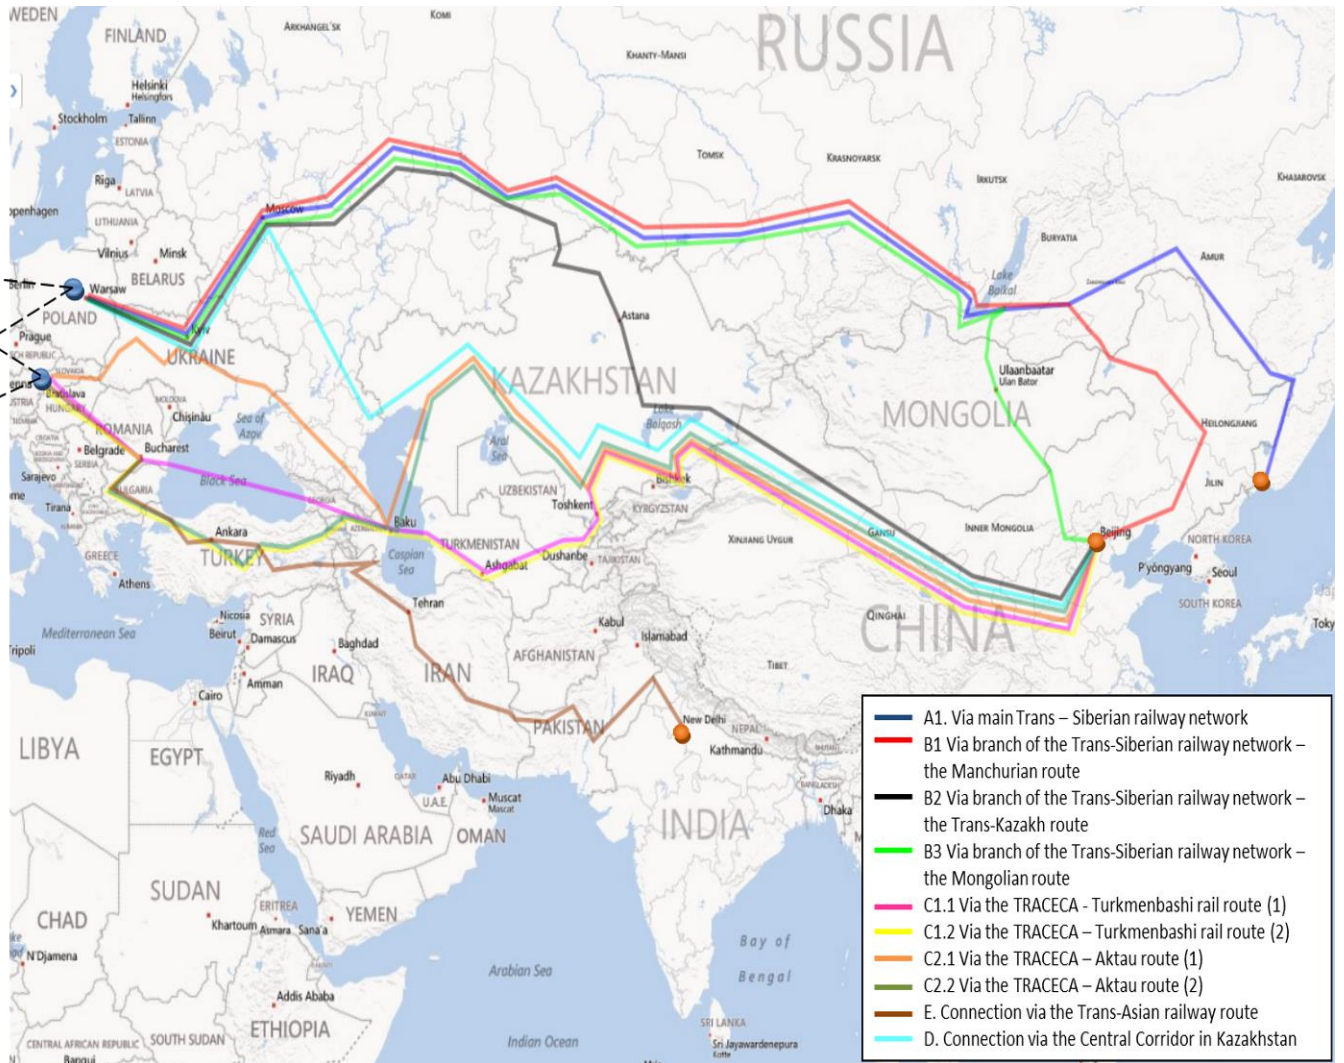 WEDEN
FINLAND
ARKHANGEL'SK
KOMI
KHANTY-MANSI
RUSSIA
Helsinki
Helsingfors
Stockholm
Tallinn
ESTONIA
TOMSK
KRASNOYARSK
IRKUTSK
KHABAROVSK
Riga
LATVIA
openhagen
LITHUANIA
Moscow
Vilnius
Minsk
BURYATIA
AMUR
BELARUS
Lake
Baikal
Berlin
Warsaw
POLAND
Astana
Prague
CH REPUBLIC
Kyiv
UKRAINE
SLOVAKIA
enna
Bratislava
USTRIA
HUNGARY
KAZAKHSTAN
Ulaanbaatar
Ulan Bator
MOLDOVA
Chişinău
Sea of
Azov
Lake
Balqash
MONGOLIA
HEILONGJIANG
ROMANIA
Belgrade
Bucharest
SERBIA
Aral
Sea
Sarajevo
Black Sea
GEORGIA
UZBEKISTAN
Bishkek
JILIN
BULGARIA
Tirana
Toshkent
KYRGYZSTAN
Baku
Ankara
TURKEY
GREECE
Athens
Caspian
Sea
TURKMENISTAN
Ashgabat
Dushanbe
TAJIKISTAN
XINJIANG UYGUR
GANSU
INNER MONGOLIA
Beijing
NORTH KOREA
P'yŏngyang
Seoul
SOUTH KOREA
Nicosia
SYRIA
Tehran
Kabul
QINGHAI
CHINA
Toky
Mediterranean Sea
Beirut
Damascus
Baghdad
Islamabad
Tripoli
IRAQ
IRAN
AFGHANISTAN
TIBET
Amman
Cairo
KUWAIT
PAKISTAN
New Delhi
NEPAL
Kathmandu
LIBYA
EGYPT
Riyadh
QATAR
Abu Dhabi
U.A.E.
Muscat
Mascat
BANGLADESH
Dhaka
Red
Sea
SAUDI ARABIA
OMAN
INDIA
SUDAN
CHAD
ERITREA
YEMEN
Khartoum
Asmara
Sana'a
N'Djamena
Arabian Sea
Bay of
Bengal
Addis Ababa
ETHIOPIA
SOUTH SUDAN
CENTRAL AFRICAN REPUBLIC
Bangui
Indian Ocean
SRI LANKA
Sri Jayawardenepura
Kotte
A1. Via main Trans – Siberian railway network
B1 Via branch of the Trans-Siberian railway network –
the Manchurian route
B2 Via branch of the Trans-Siberian railway network –
the Trans-Kazakh route
B3 Via branch of the Trans-Siberian railway network –
the Mongolian route
C1.1 Via the TRACECA - Turkmenbashi rail route (1)
C1.2 Via the TRACECA – Turkmenbashi rail route (2)
C2.1 Via the TRACECA – Aktau route (1)
C2.2 Via the TRACECA – Aktau route (2)
E. Connection via the Trans-Asian railway route
D. Connection via the Central Corridor in Kazakhstan